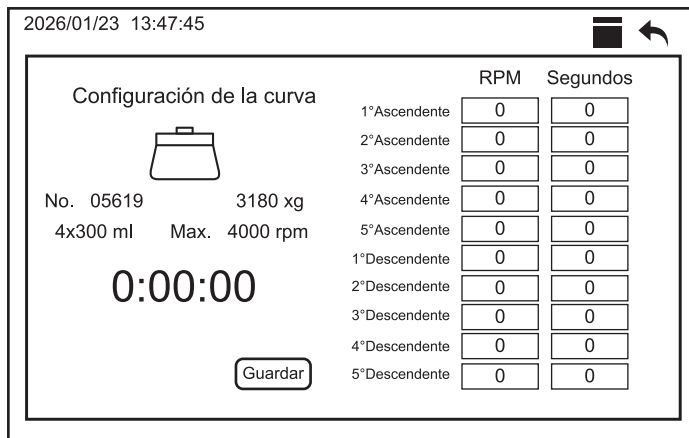 2026/01/23 13:47:45
Configuración de la curva
No. 05619 3180 xg
4x300 ml Max. 4000 rpm
0:00:00
Guardar
RPM Segundos
1°Ascendente 0 0
2°Ascendente 0 0
3°Ascendente 0 0
4°Ascendente 0 0
5°Ascendente 0 0
1°Descendente 0 0
2°Descendente 0 0
3°Descendente 0 0
4°Descendente 0 0
5°Descendente 0 0